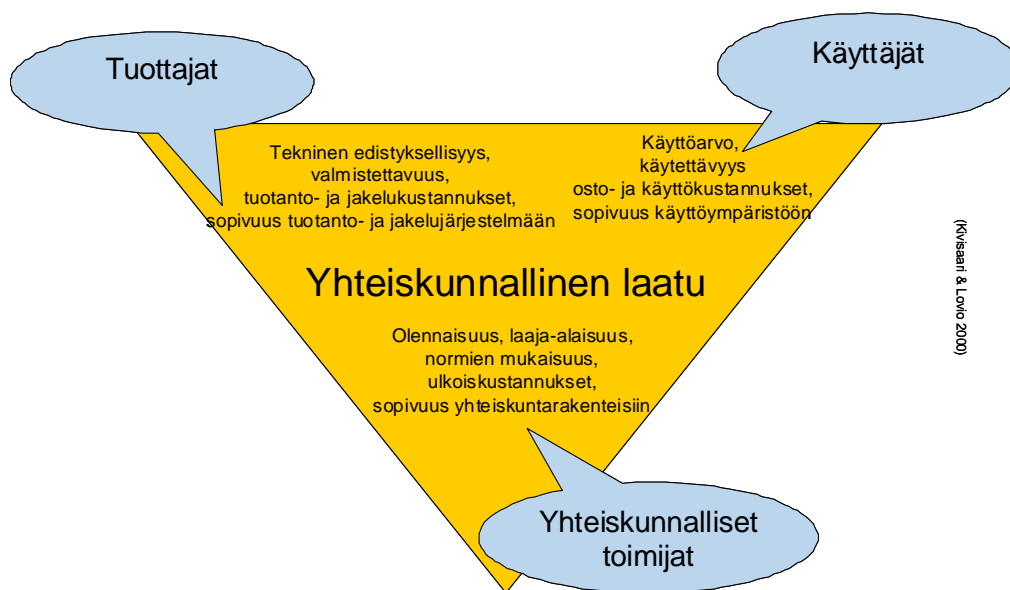 Tuottajat
Käyttäjät
Tekninen edistyksellisyys,
valmistettavuus,
tuotanto- ja jakelukustannukset,
sopivuus tuotanto- ja jakelujärjestelmään
Käyttöarvo,
käytettävyys
osto- ja käyttökustannukset,
sopivuus käyttöympäristöön
(Kivisaari & Lovio 2000)
Yhteiskunnallinen laatu
Olennaisuus, laaja-alaisuus,
normien mukaisuus,
ulkoiskustannukset,
sopivuus yhteiskuntarakenteisiin
Yhteiskunnalliset
toimijat